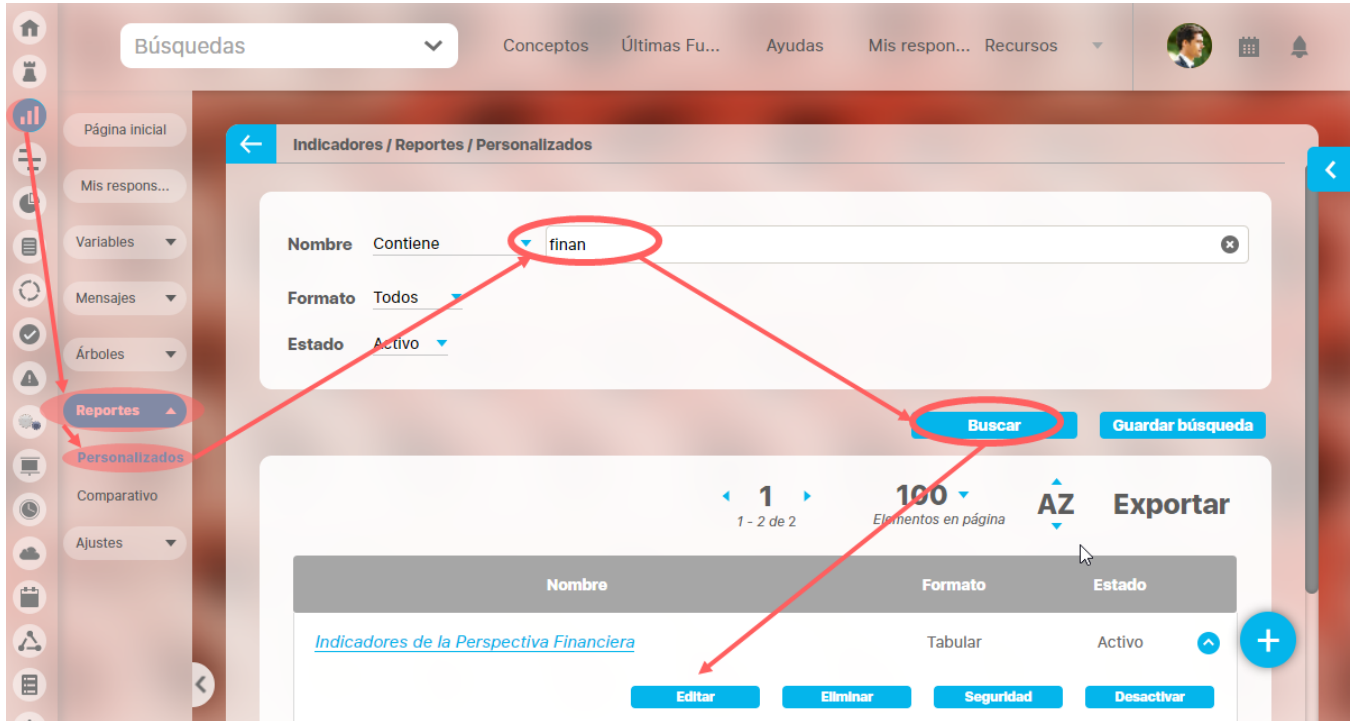 Búsquedas
Conceptos
Últimas Fu...
Ayudas
Mis respon...
Recursos
Página inicial
Mis respons...
Variables
Mensajes
Árboles
Reportes
Personalizados
Comparativo
Ajustes
Indicadores / Reportes / Personalizados
Nombre Contiene finan
Formato Todos
Estado Activo
Buscar Guardar búsqueda
1 100 AZ Exportar
1 - 2 de 2 Elementos en página
Nombre Formato Estado
Indicadores de la Perspectiva Financiera Tabular Activo
Editar Eliminar Seguridad Desactivar